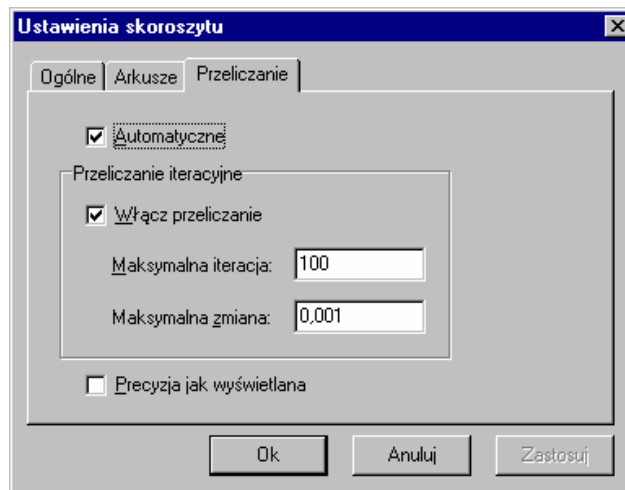 Ustawienia skoroszytu
Ogólne Arkusze Przeliczanie
Automatyczne
Przeliczanie iteracyjne
Włącz przeliczanie
Maksymalna iteracja: 100
Maksymalna zmiana: 0,001
Precyzja jak wyświetlana
Ok Anuluj Zastosuj